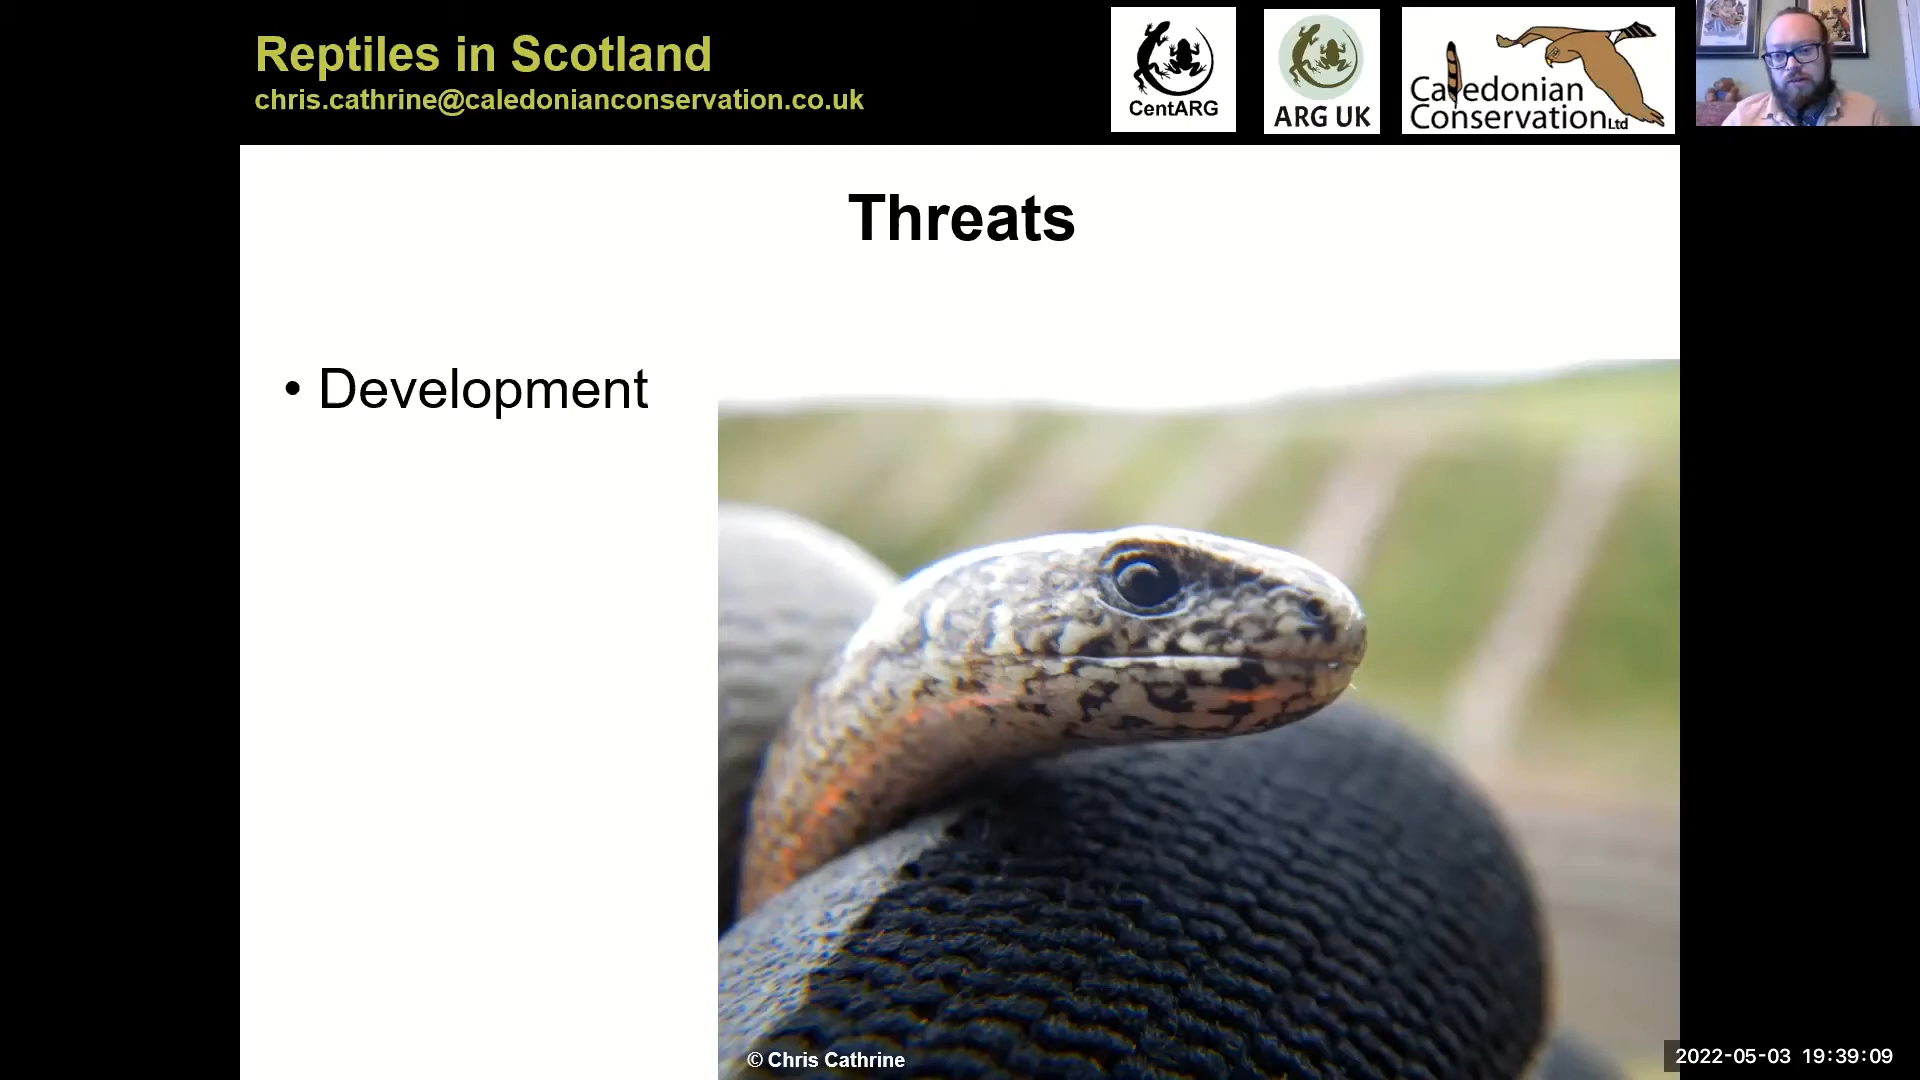 Reptiles in Scotland
chris.cathrine@caledonianconservation.co.uk
CentARG
ARG UK
Caledonian
Conservation Ltd
Threats
• Development
© Chris Cathrine
2022-05-03 19:39:09